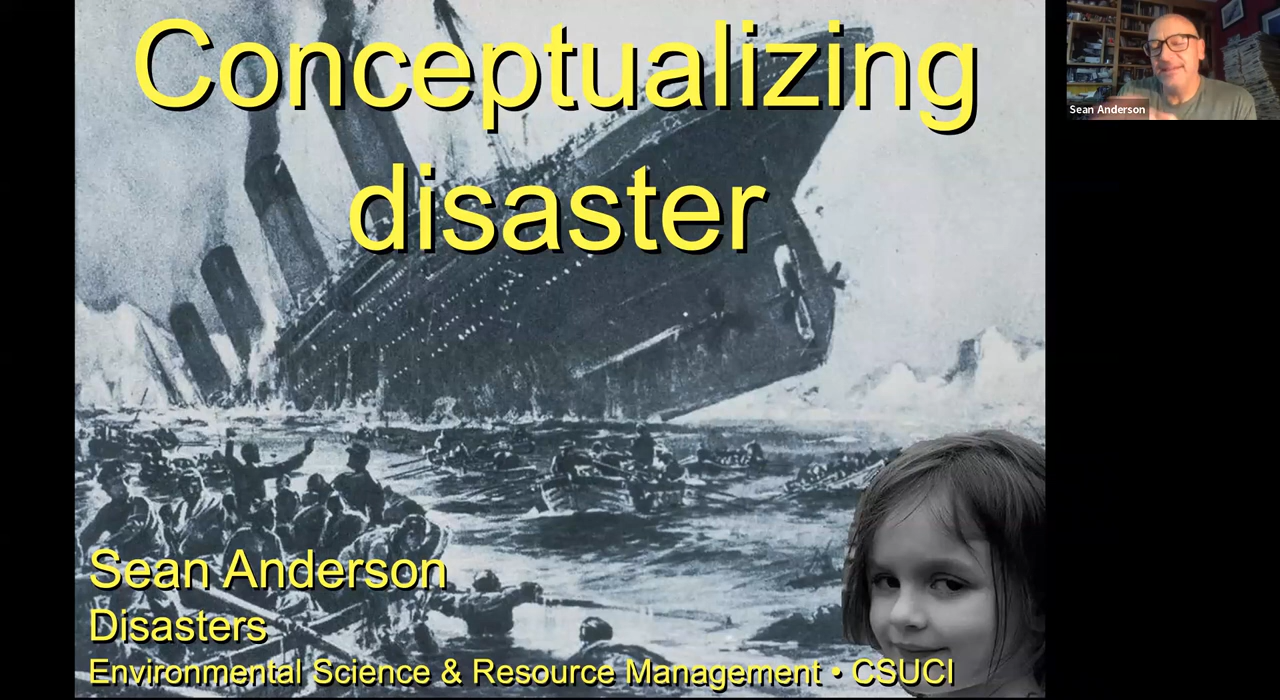 Conceptualizing
disaster
Sean Anderson
Sean Anderson
Disasters
Environmental Science & Resource Management • CSUCI